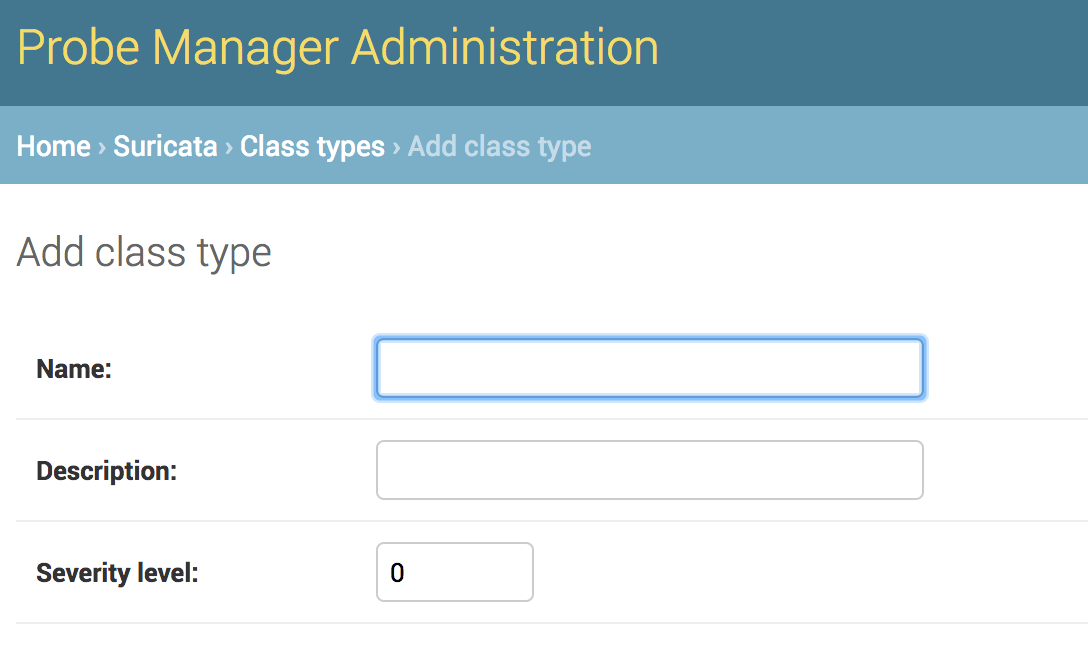 Probe Manager Administration
Home › Suricata › Class types › Add class type
Add class type
Name:
Description:
Severity level: 0